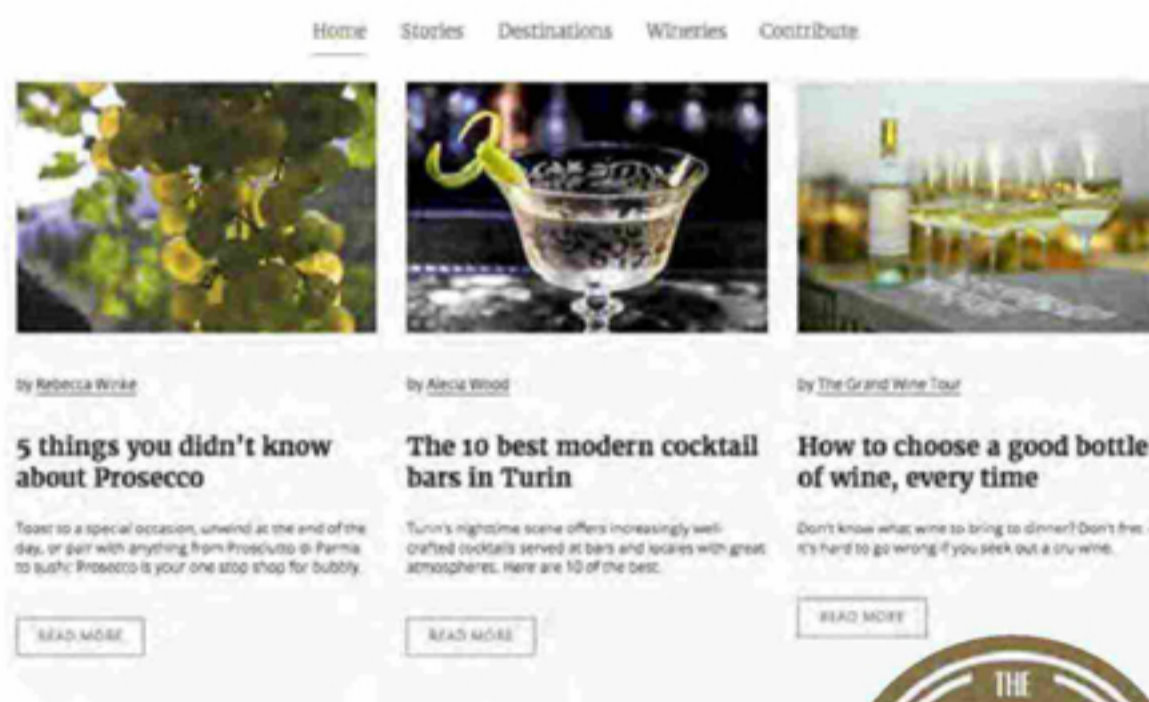 Home Stories Destinations Wineries Contribute
by Rebecca Winke
5 things you didn't know
about Prosecco
Toast to a special occasion, unwind at the end of the
day, or pair with anything from Prosciutto di Parma
to sushi: Prosecco is your one stop shop for bubbly.
READ MORE
by Alecia Wood
The 10 best modern cocktail
bars in Turin
Turin's nighttime scene offers increasingly well-
crafted cocktails served at bars and locales with great
atmospheres. Here are 10 of the best.
READ MORE
by The Grand Wine Tour
How to choose a good bottle
of wine, every time
Don't know what wine to bring to dinner? Don't fret -
it's hard to go wrong if you seek out a cru wine.
READ MORE
THE